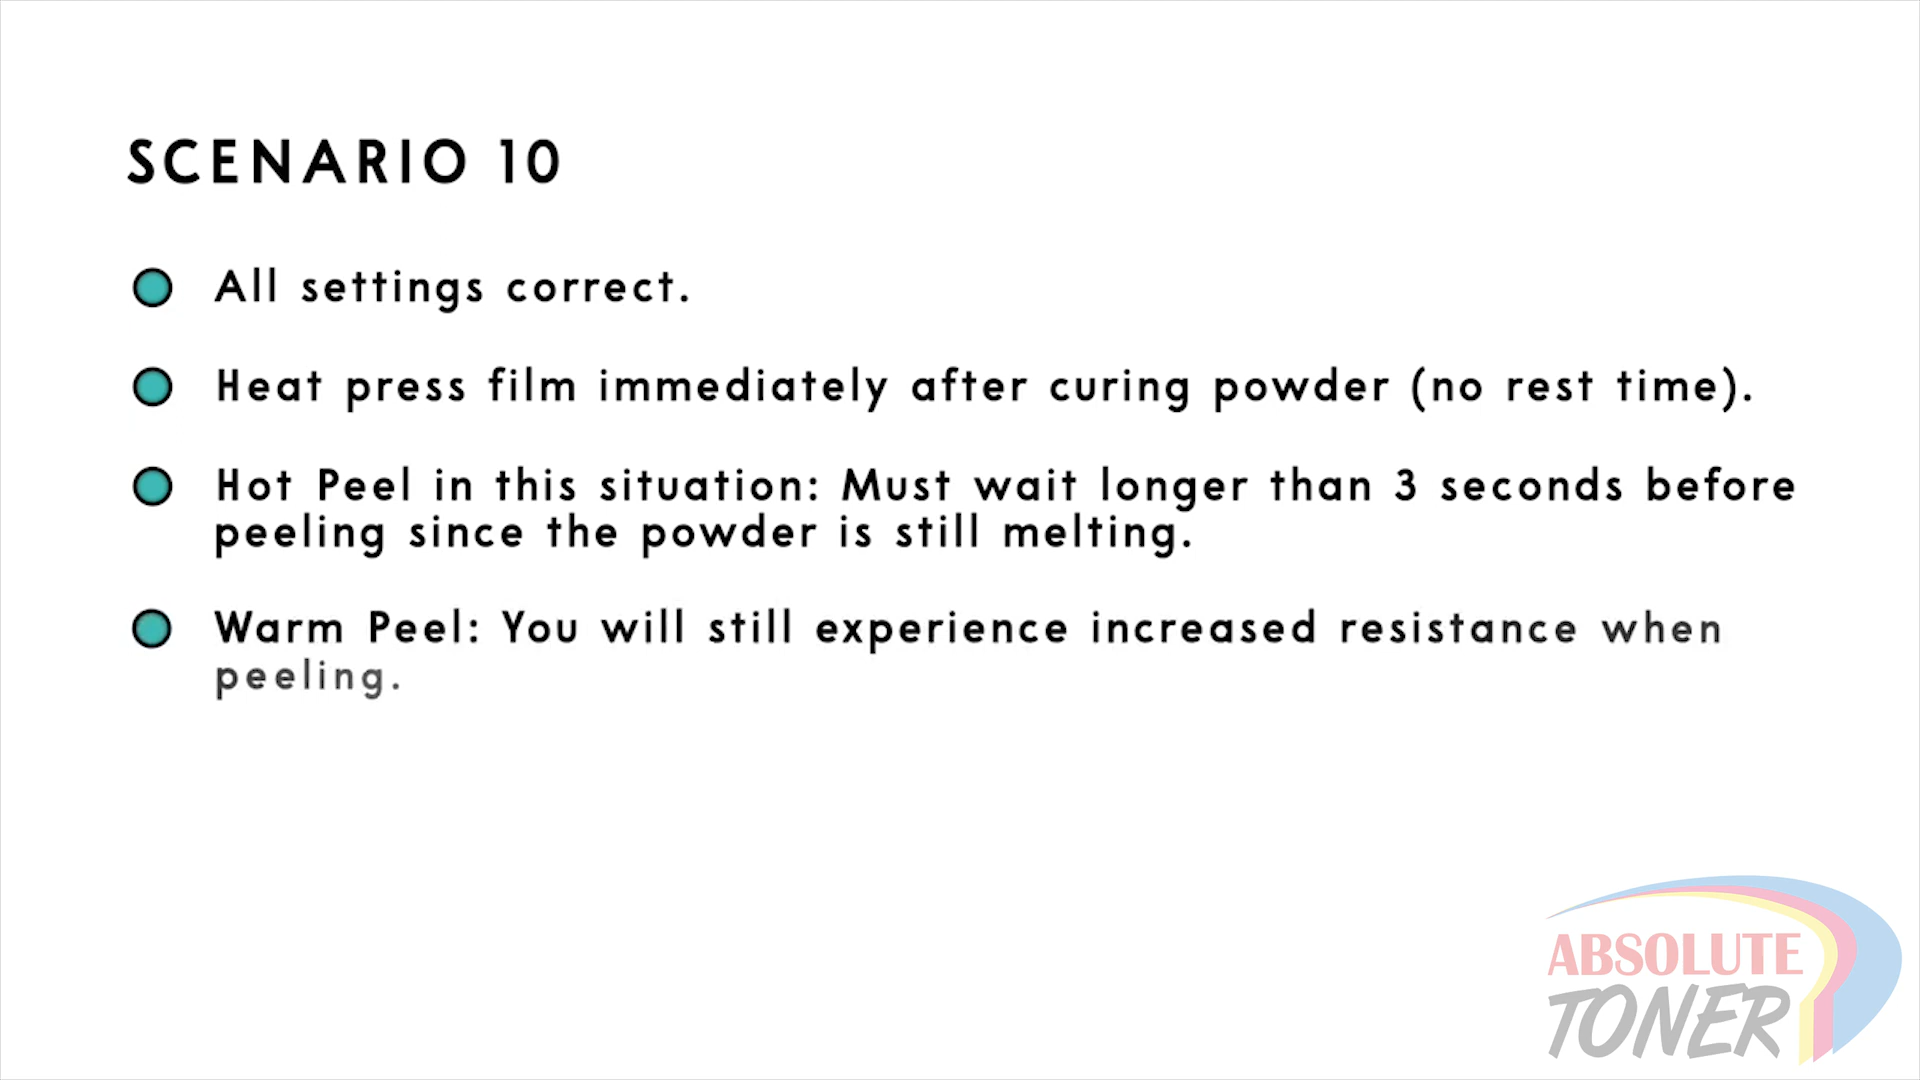 SCENARIO 10
All settings correct.
Heat press film immediately after curing powder (no rest time).
Hot Peel in this situation: Must wait longer than 3 seconds before
peeling since the powder is still melting.
Warm Peel: You will still experience increased resistance when
peeling.
ABSOLUTE
TONER